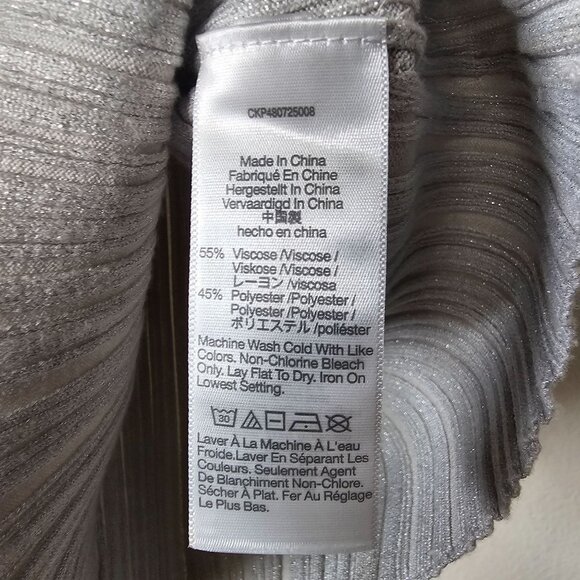 CKP480725008
Made In China
Fabriqué En Chine
Hergestellt In China
Vervaardigd In China
中国製
hecho en china
55% Viscose /Viscose /
Viskose /Viscose /
レーヨン /viscosa
45% Polyester /Polyester /
Polyester /Polyester /
ポリエステル /poliéster
Machine Wash Cold With Like
Colors. Non-Chlorine Bleach
Only. Lay Flat To Dry. Iron On
Lowest Setting.
30
Laver À La Machine À L'eau
Froide.Laver En Séparant Les
Couleurs. Seulement Agent
De Blanchiment Non-Chlore.
Sécher À Plat. Fer Au Réglage
Le Plus Bas.